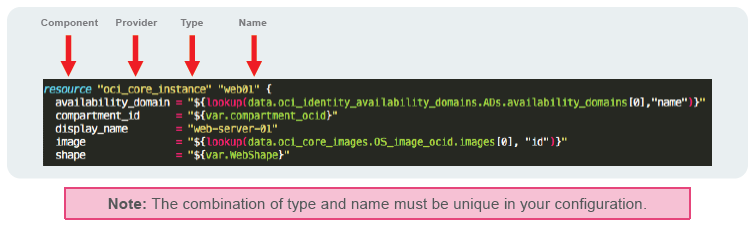 Component Provider Type Name
resource "oci_core_instance" "web01" {
availability_domain = "${lookup(data.oci_identity_availability_domains.ADs.availability_domains[0],"name")}"
compartment_id = "${var.compartment_ocid}"
display_name = "web-server-01"
image = "${lookup(data.oci_core_images.OS_image_ocid.images[0], "id")}"
shape = "${var.WebShape}"
Note: The combination of type and name must be unique in your configuration.